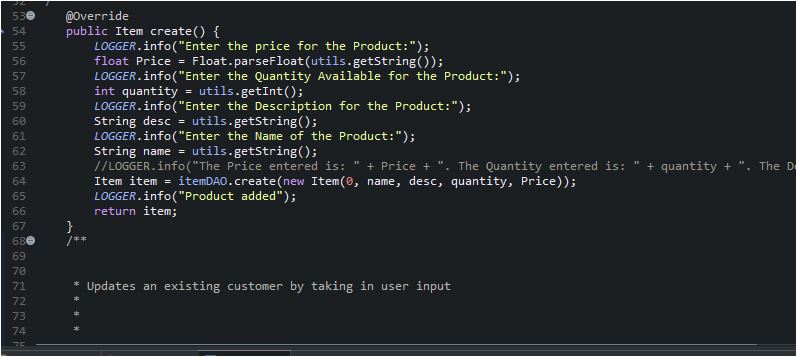 53 @Override
54 public Item create() {
55 LOGGER.info("Enter the price for the Product:");
56 float Price = Float.parseFloat(utils.getString());
57 LOGGER.info("Enter the Quantity Available for the Product:");
58 int quantity = utils.getInt();
59 LOGGER.info("Enter the Description for the Product:");
60 String desc = utils.getString();
61 LOGGER.info("Enter the Name of the Product:");
62 String name = utils.getString();
63 //LOGGER.info("The Price entered is: " + Price + ". The Quantity entered is: " + quantity + ". The D
64 Item item = itemDAO.create(new Item(0, name, desc, quantity, Price));
65 LOGGER.info("Product added");
66 return item;
67 }
68 /**
69
70
71 * Updates an existing customer by taking in user input
72 *
73 *
74 *
75